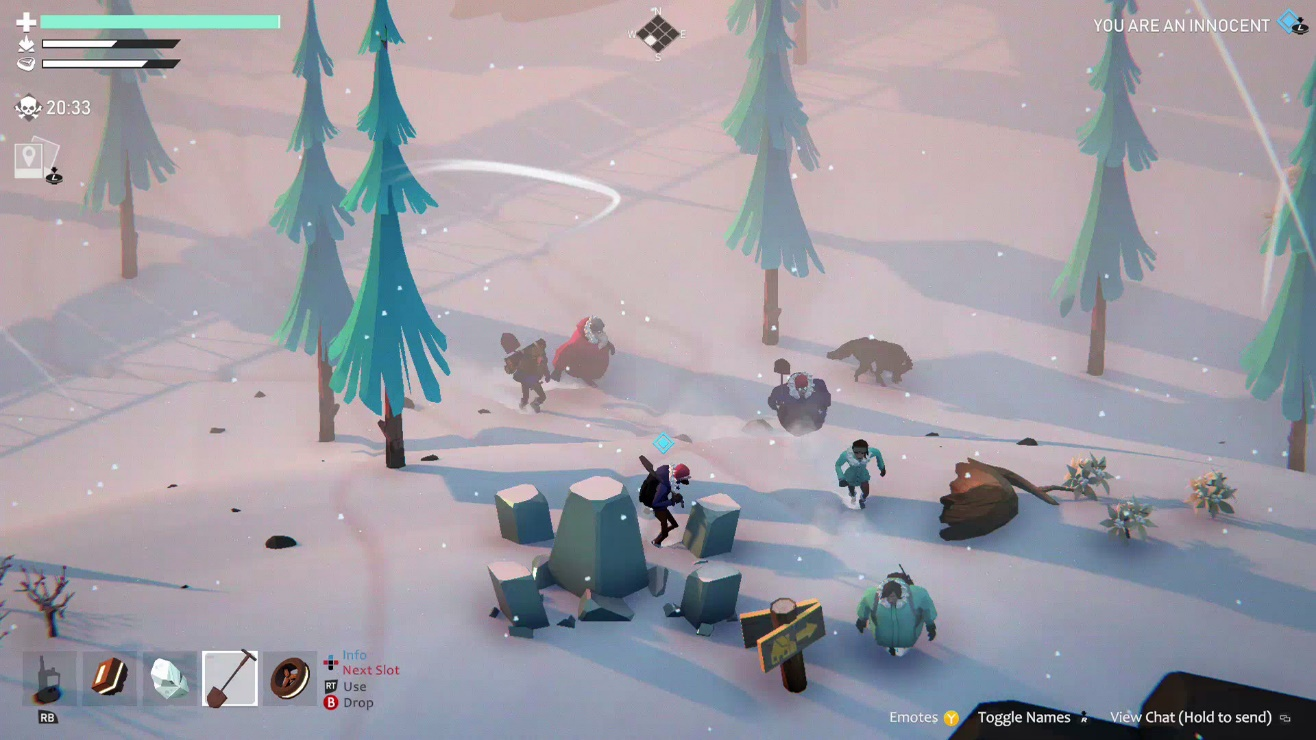 N
W E
S
YOU ARE AN INNOCENT
20:33
Info
Next Slot
RT Use
B Drop
RB
Emotes Y Toggle Names R View Chat (Hold to send)